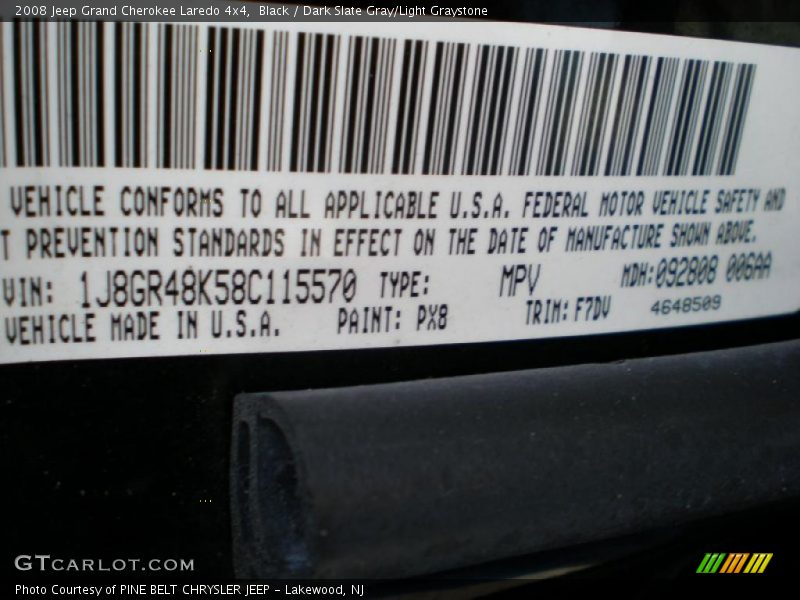 2008 Jeep Grand Cherokee Laredo 4x4, Black / Dark Slate Gray/Light Graystone
VEHICLE CONFORMS TO ALL APPLICABLE U.S.A. FEDERAL MOTOR VEHICLE SAFETY AND
T PREVENTION STANDARDS IN EFFECT ON THE DATE OF MANUFACTURE SHOWN ABOVE.
VIN: 1J8GR48K58C115570 TYPE: MPV MDH:092808 006AA
VEHICLE MADE IN U.S.A. PAINT: PX8 TRIM: F7DV 4648509
GTCARLOT.COM
Photo Courtesy of PINE BELT CHRYSLER JEEP - Lakewood, NJ